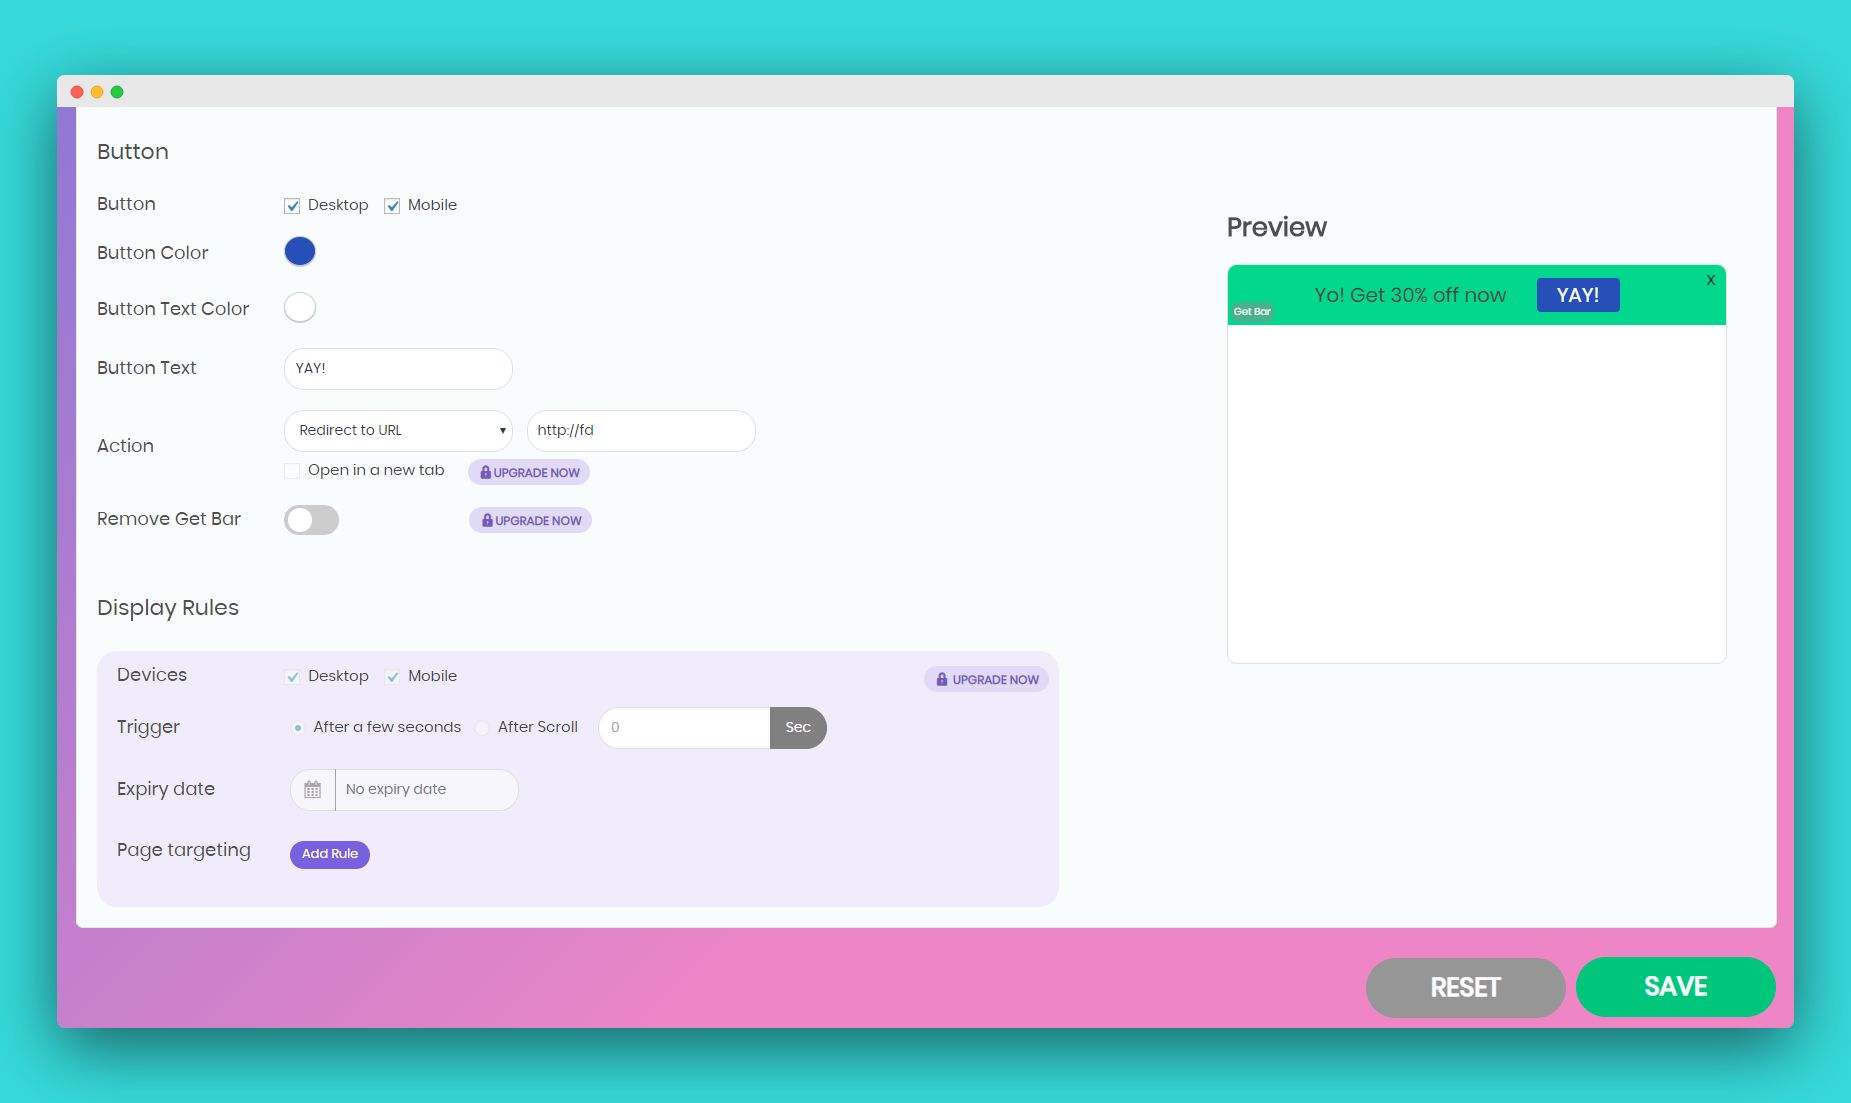 Button
Button
Desktop Mobile
Button Color
Button Text Color
Button Text
YAY!
Action
Redirect to URL
http://fd
Open in a new tab
UPGRADE NOW
Remove Get Bar
UPGRADE NOW
Display Rules
Devices
Desktop Mobile
UPGRADE NOW
Trigger
After a few seconds After Scroll
0 Sec
Expiry date
No expiry date
Page targeting
Add Rule
Preview
Yo! Get 30% off now
YAY!
X
Get Bar
RESET
SAVE